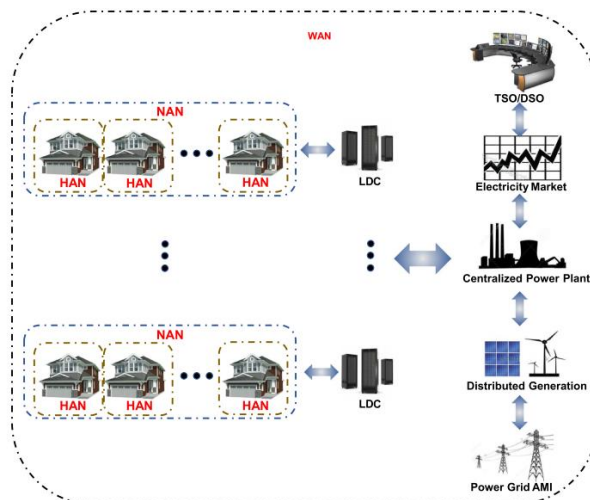 WAN
TSO/DSO
NAN
HAN HAN HAN
LDC
Electricity Market
Centralized Power Plant
NAN
HAN HAN HAN
LDC
Distributed Generation
Power Grid AMI